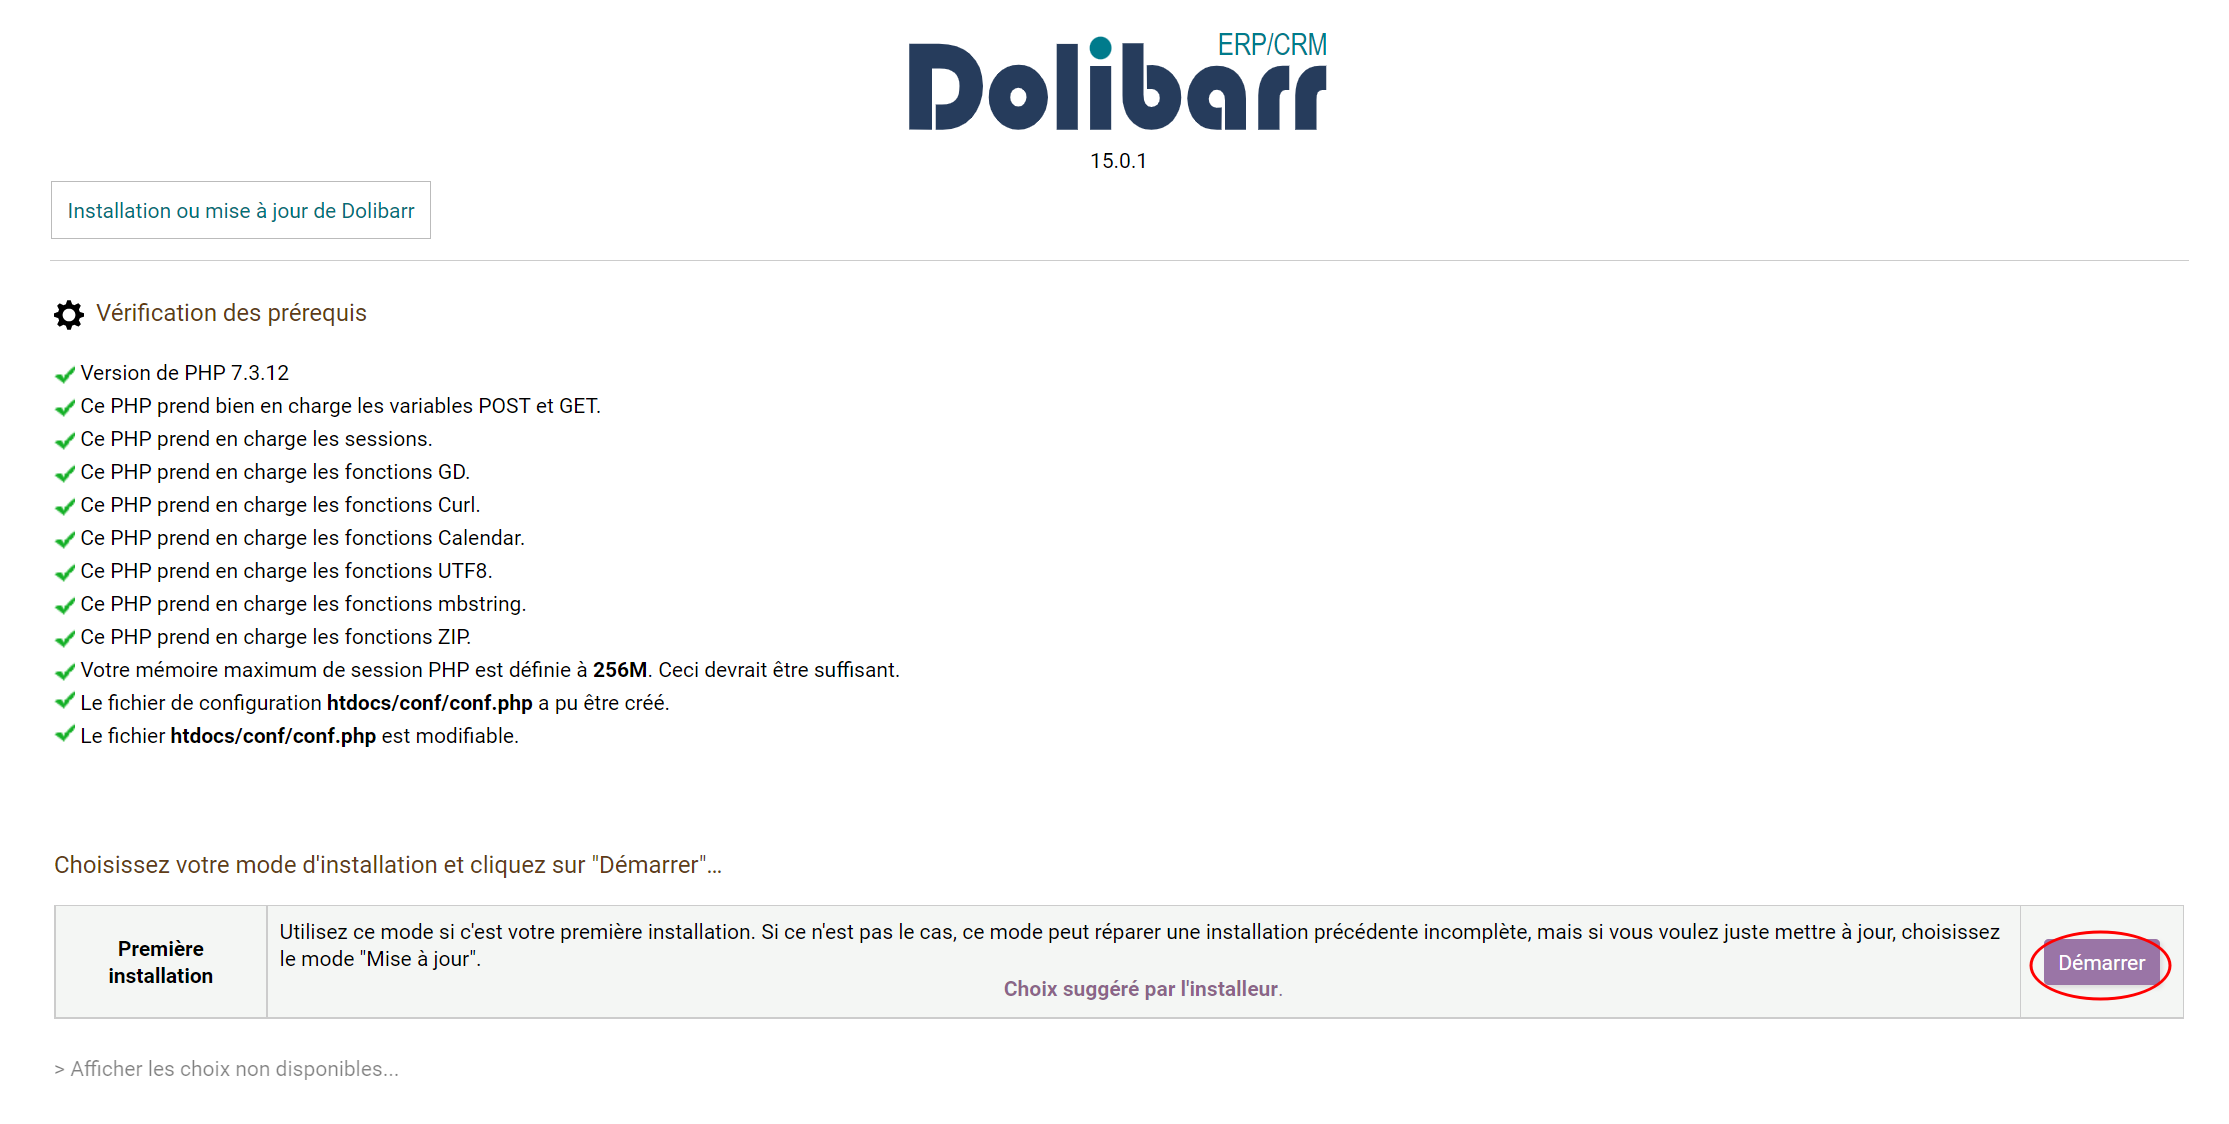 ERP/CRM
Dolibarr
15.0.1
Installation ou mise à jour de Dolibarr
Vérification des prérequis
Version de PHP 7.3.12
Ce PHP prend bien en charge les variables POST et GET.
Ce PHP prend en charge les sessions.
Ce PHP prend en charge les fonctions GD.
Ce PHP prend en charge les fonctions Curl.
Ce PHP prend en charge les fonctions Calendar.
Ce PHP prend en charge les fonctions UTF8.
Ce PHP prend en charge les fonctions mbstring.
Ce PHP prend en charge les fonctions ZIP.
Votre mémoire maximum de session PHP est définie à 256M. Ceci devrait être suffisant.
Le fichier de configuration htdocs/conf/conf.php a pu être créé.
Le fichier htdocs/conf/conf.php est modifiable.
Choisissez votre mode d'installation et cliquez sur "Démarrer"...
Première
installation
Utilisez ce mode si c'est votre première installation. Si ce n'est pas le cas, ce mode peut réparer une installation précédente incomplète, mais si vous voulez juste mettre à jour, choisissez
le mode "Mise à jour".
Choix suggéré par l'installeur.
Démarrer
> Afficher les choix non disponibles...